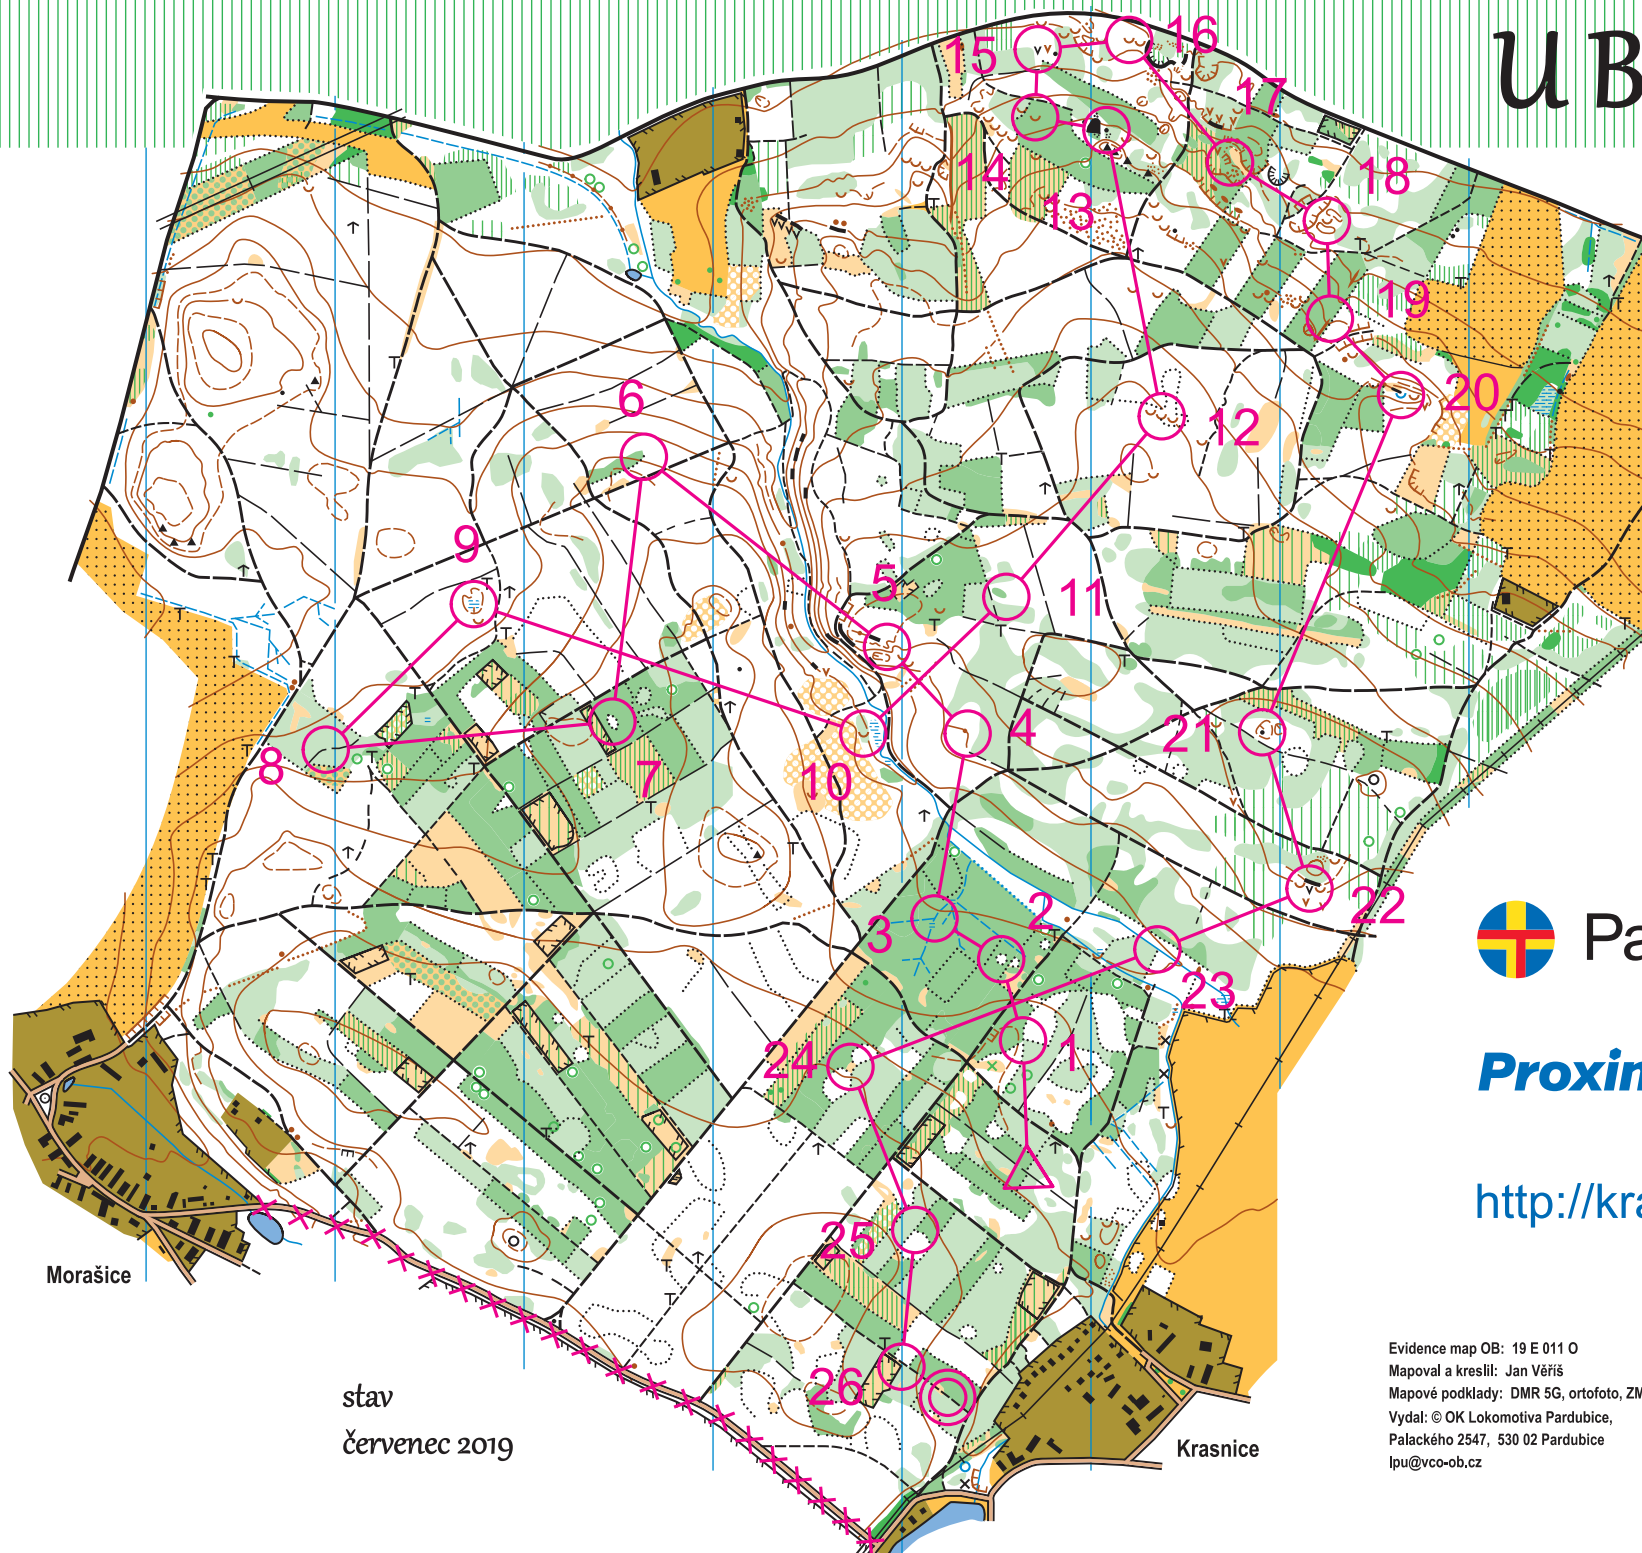 U B
15
16
17
14
13
18
19
20
6
12
9
5
11
4
21
8
7
10
3
2
22
23
24
1
25
26
Pa
Proxim
http://kra
Morašice
Krasnice
stav
červenec 2019
Evidence map OB: 19 E 011 O
Mapoval a kreslil: Jan Věříš
Mapové podklady: DMR 5G, ortofoto, ZM
Vydal: © OK Lokomotiva Pardubice,
Palackého 2547, 530 02 Pardubice
lpu@vco-ob.cz